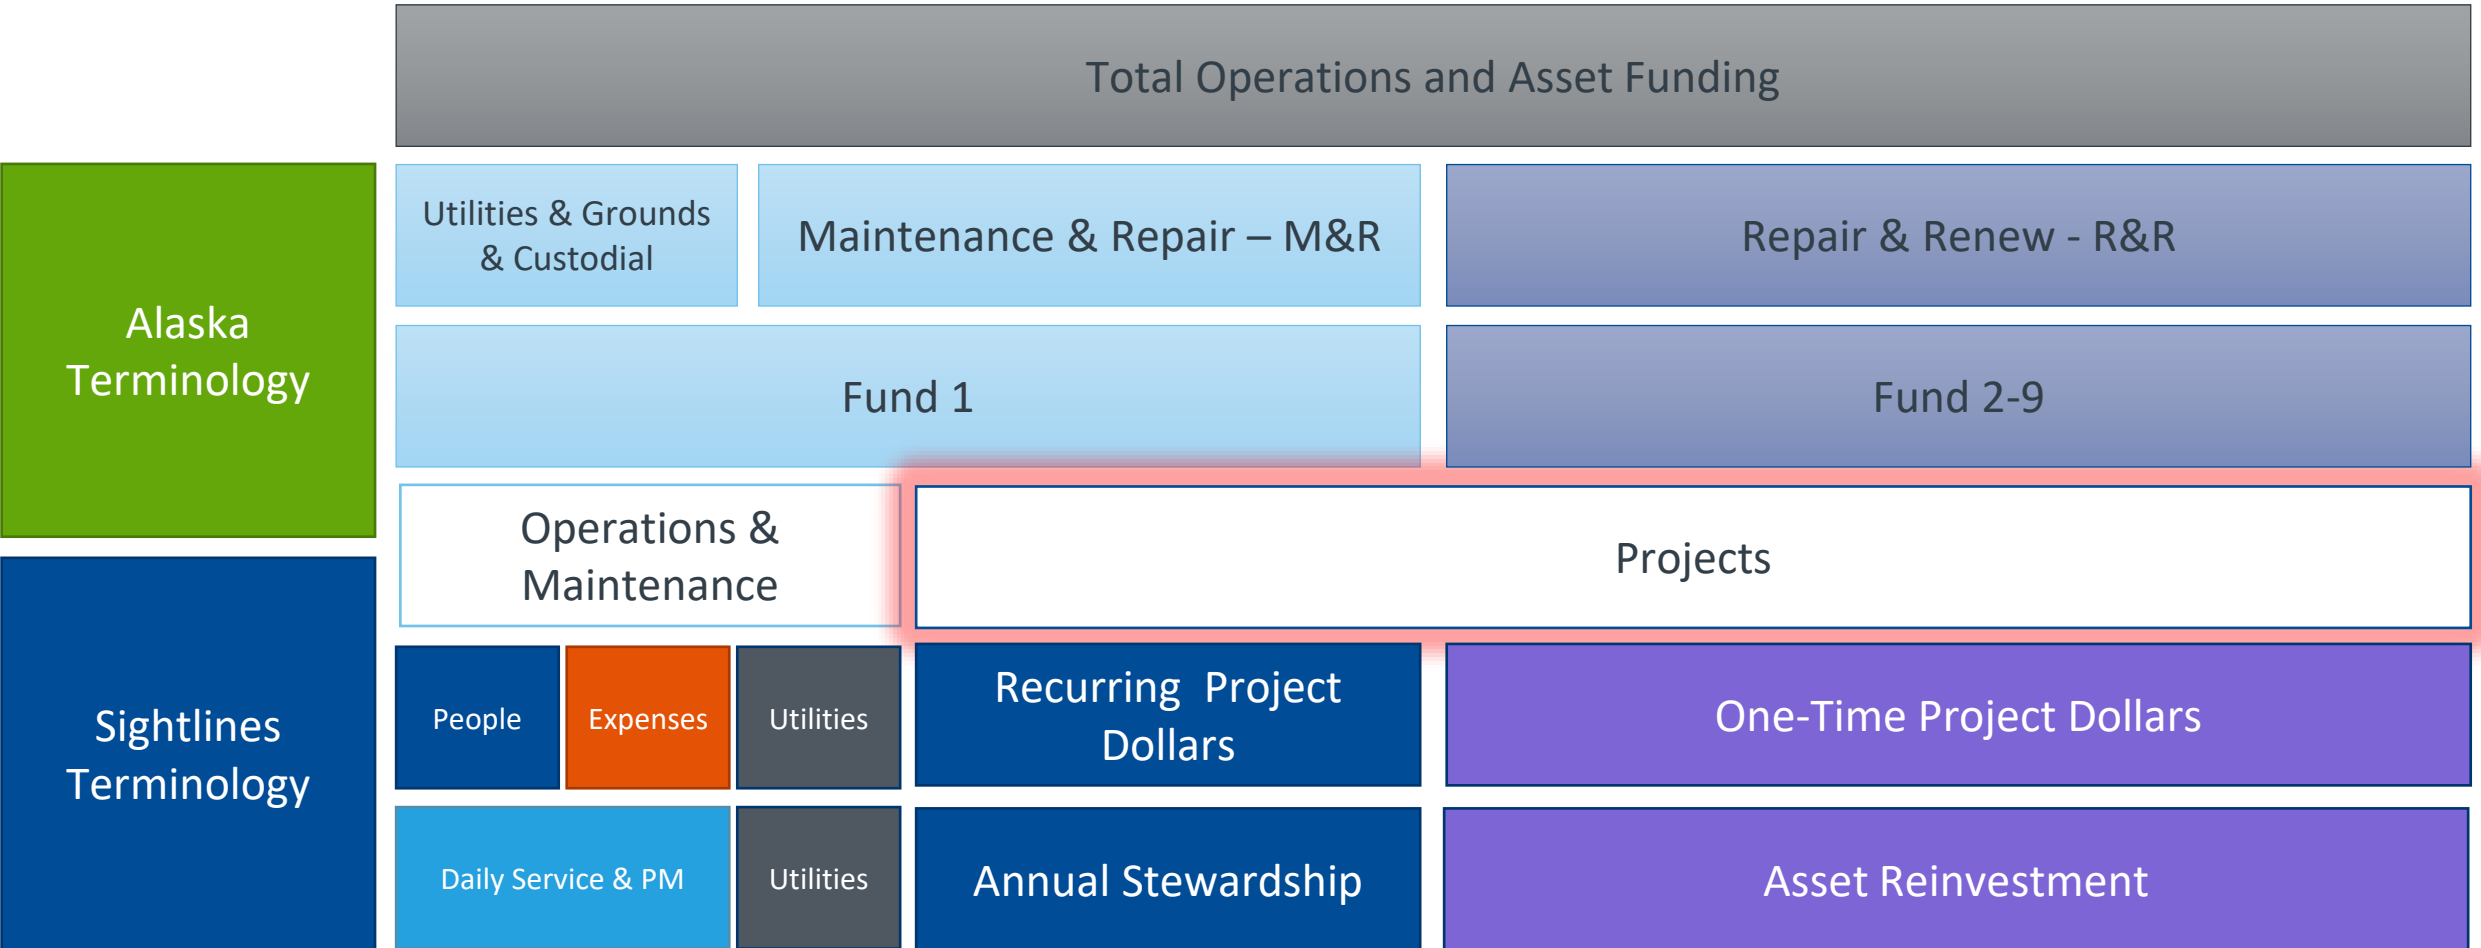 Total Operations and Asset Funding
Alaska
Terminology
Utilities & Grounds
& Custodial
Maintenance & Repair – M&R
Repair & Renew - R&R
Fund 1
Fund 2-9
Operations &
Maintenance
Projects
Sightlines
Terminology
People
Expenses
Utilities
Recurring Project
Dollars
One-Time Project Dollars
Daily Service & PM
Utilities
Annual Stewardship
Asset Reinvestment